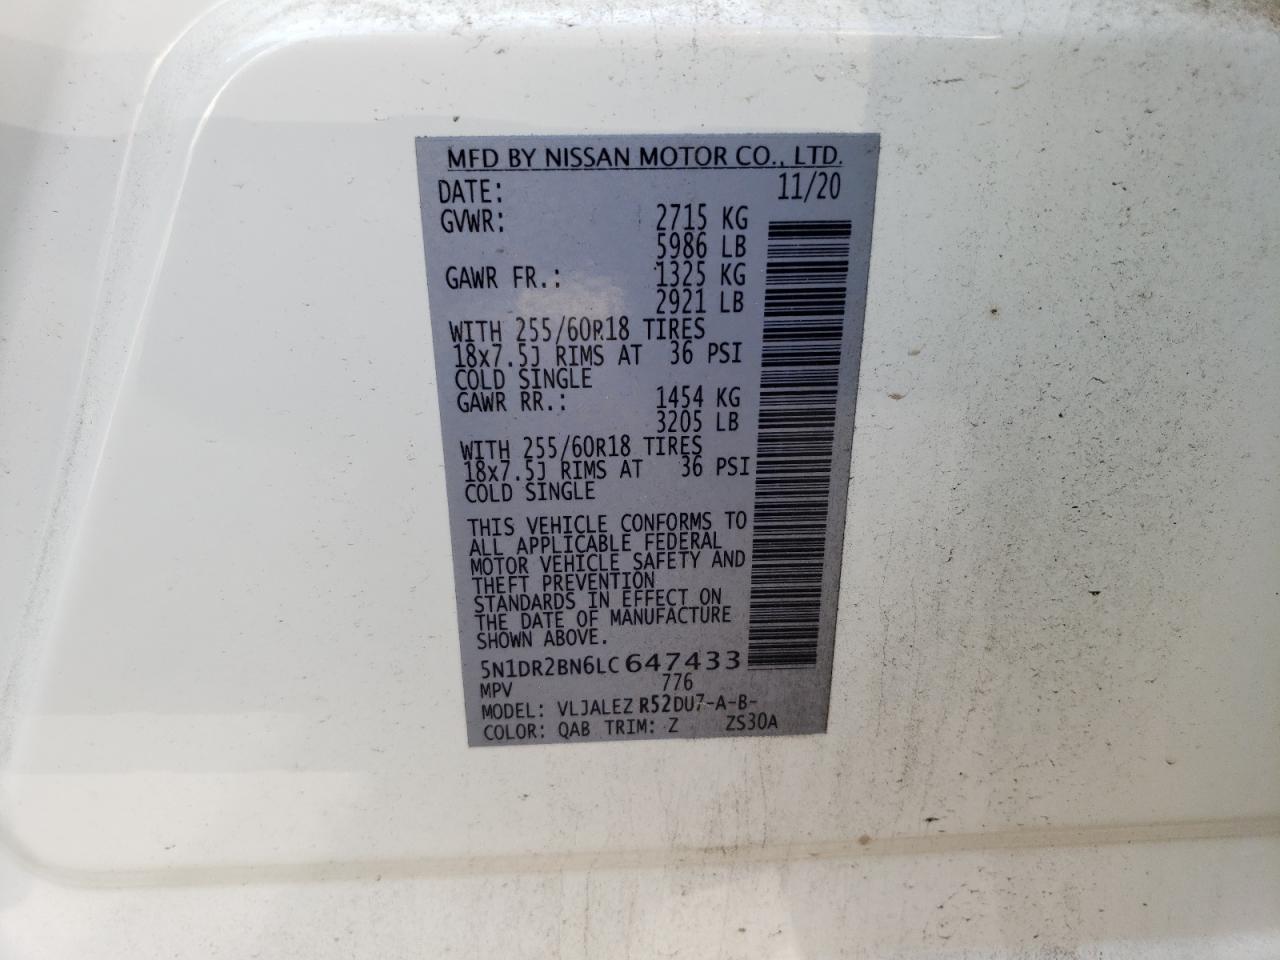 MFD BY NISSAN MOTOR CO., LTD.
DATE: 11/20
GVWR: 2715 KG
5986 LB
GAWR FR.: 1325 KG
2921 LB
WITH 255/60R18 TIRES
18x7.5J RIMS AT 36 PSI
COLD SINGLE
GAWR RR.: 1454 KG
3205 LB
WITH 255/60R18 TIRES
18x7.5J RIMS AT 36 PSI
COLD SINGLE
THIS VEHICLE CONFORMS TO
ALL APPLICABLE FEDERAL
MOTOR VEHICLE SAFETY AND
THEFT PREVENTION
STANDARDS IN EFFECT ON
THE DATE OF MANUFACTURE
SHOWN ABOVE.
5N1DR2BN6LC647433
MPV 776
MODEL: VLJALEZ R52DU7-A-B-
COLOR: QAB TRIM: Z ZS30A